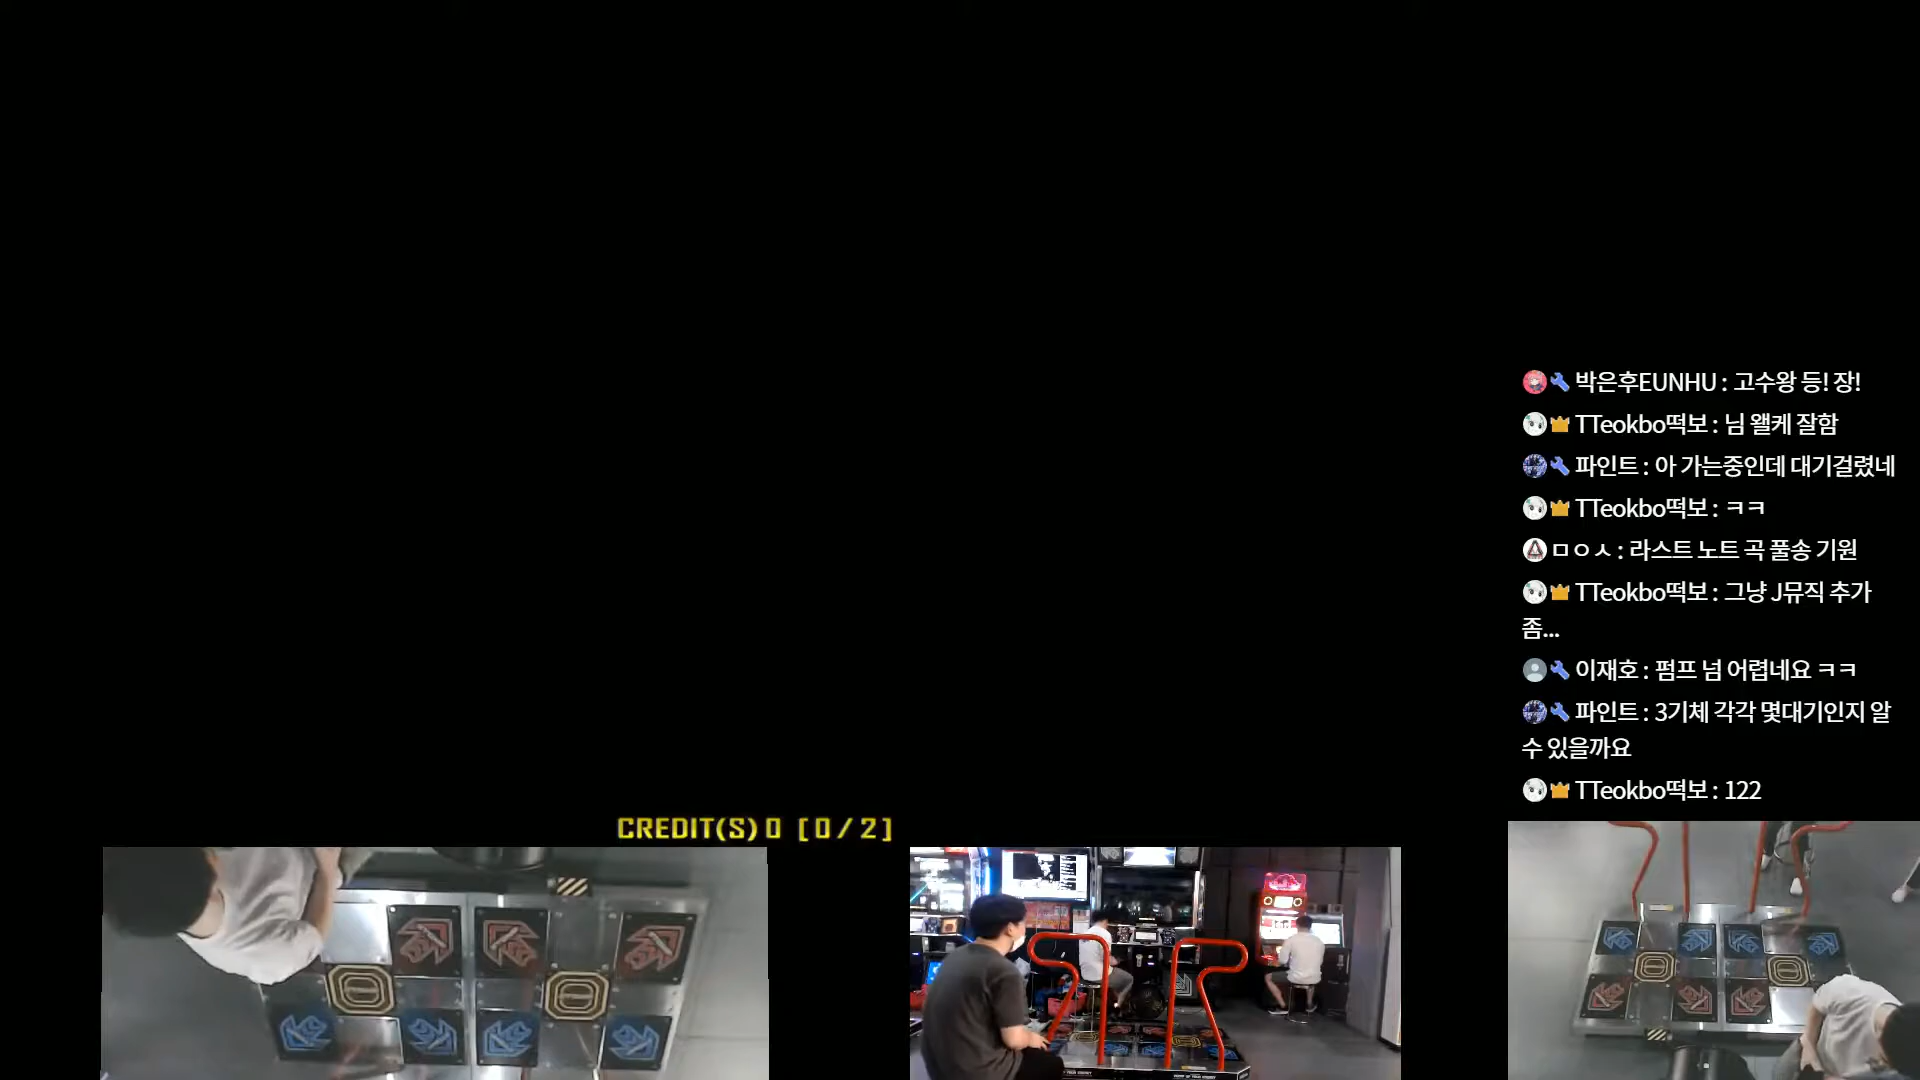 박은후EUNHU : 고수왕 등! 장!
TTeokbo떡보 : 님 왤케 잘함
파인트 : 아 가는중인데 대기걸렸네
TTeokbo떡보 : ㅋㅋ
ㅁㅇㅅ : 라스트 노트 곡 풀송 기원
TTeokbo떡보 : 그냥 J뮤직 추가
좀...
이재호 : 펌프 넘 어렵네요 ㅋㅋ
파인트 : 3기체 각각 몇대기인지 알
수 있을까요
TTeokbo떡보 : 122
CREDIT(S) 0 [0/2]